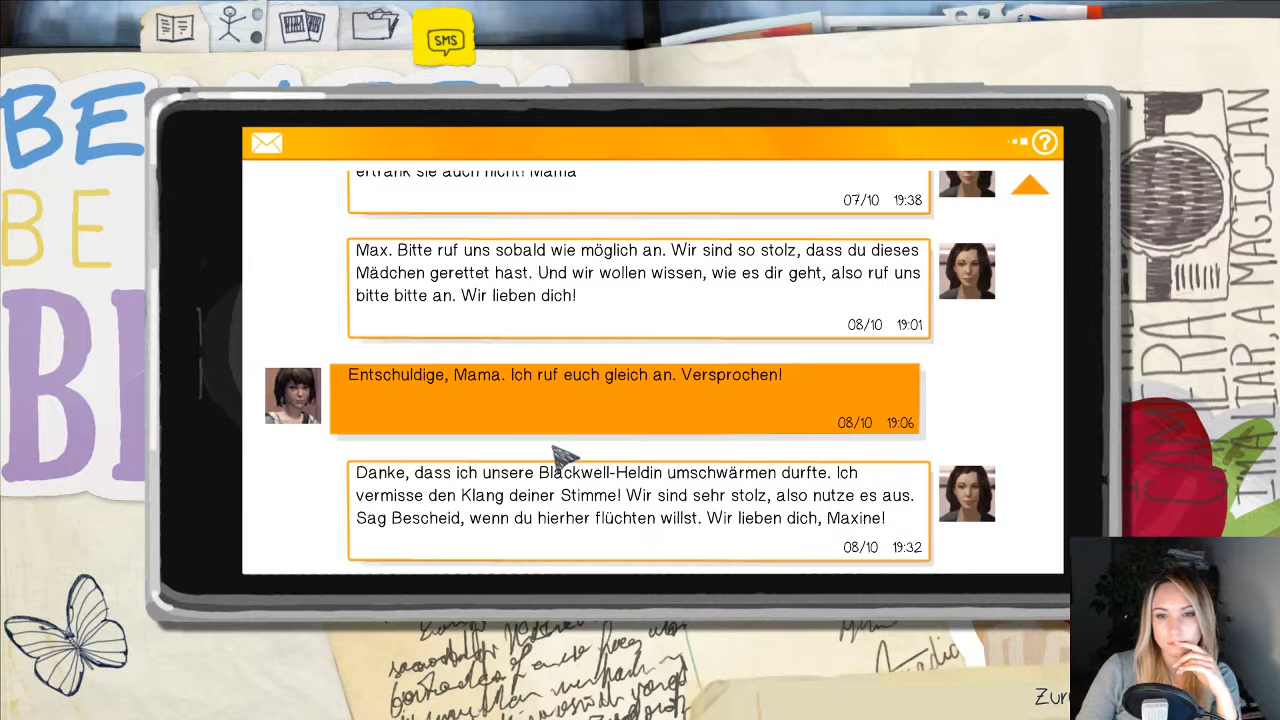 SMS
ertränk sie auch nicht! Mama
07/10 19:38
Max. Bitte ruf uns sobald wie möglich an. Wir sind so stolz, dass du dieses
Mädchen gerettet hast. Und wir wollen wissen, wie es dir geht, also ruf uns
bitte bitte an. Wir lieben dich!
08/10 19:01
Entschuldige, Mama. Ich ruf euch gleich an. Versprochen!
08/10 19:06
Danke, dass ich unsere Blackwell-Heldin umschwärmen durfte. Ich
vermisse den Klang deiner Stimme! Wir sind sehr stolz, also nutze es aus.
Sag Bescheid, wenn du hierher flüchten willst. Wir lieben dich, Maxine!
08/10 19:32
BE
BE
CAMERA
A MAGICIAN